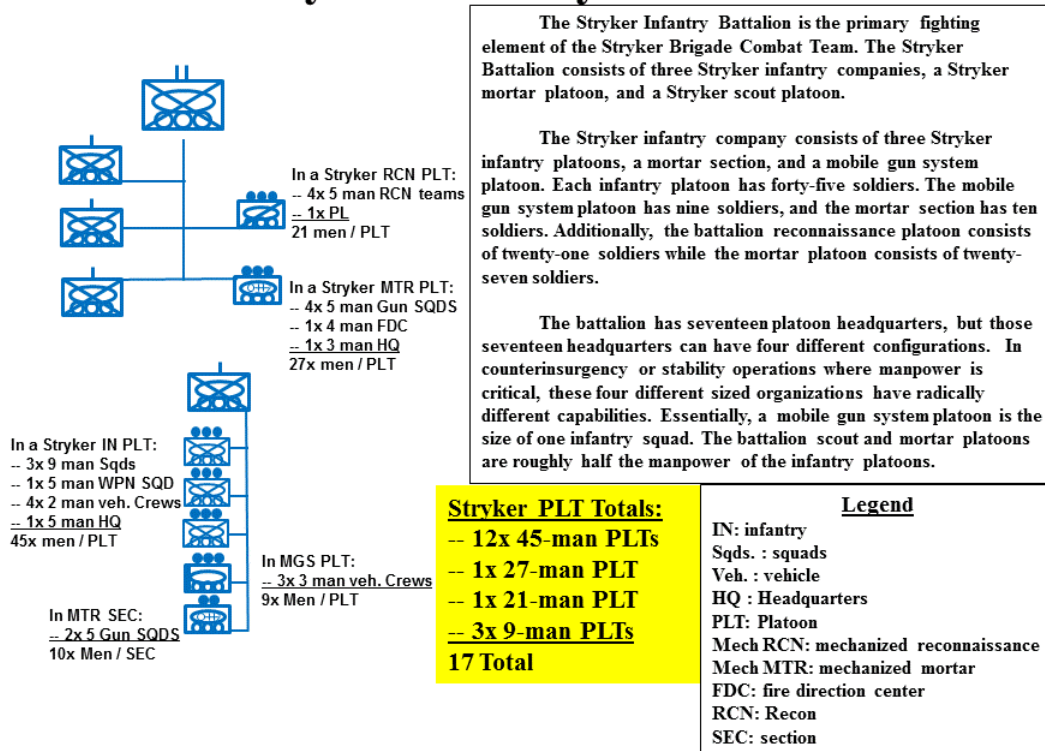 The Stryker Infantry Battalion is the primary fighting
element of the Stryker Brigade Combat Team. The Stryker
Battalion consists of three Stryker infantry companies, a Stryker
mortar platoon, and a Stryker scout platoon.
The Stryker infantry company consists of three Stryker
infantry platoons, a mortar section, and a mobile gun system
platoon. Each infantry platoon has forty-five soldiers. The mobile
gun system platoon has nine soldiers, and the mortar section has ten
soldiers. Additionally, the battalion reconnaissance platoon consists
of twenty-one soldiers while the mortar platoon consists of twenty-
seven soldiers.
The battalion has seventeen platoon headquarters, but those
seventeen headquarters can have four different configurations. In
counterinsurgency or stability operations where manpower is
critical, these four different sized organizations have radically
different capabilities. Essentially, a mobile gun system platoon is the
size of one infantry squad. The battalion scout and mortar platoons
are roughly half the manpower of the infantry platoons.
In a Stryker RCN PLT:
-- 4x 5 man RCN teams
-- 1x PL
21 men / PLT
In a Stryker MTR PLT:
-- 4x 5 man Gun SQDS
-- 1x 4 man FDC
-- 1x 3 man HQ
27x men / PLT
In a Stryker IN PLT:
-- 3x 9 man Sqds
-- 1x 5 man WPN SQD
-- 4x 2 man veh. Crews
-- 1x 5 man HQ
45x men / PLT
In MGS PLT:
-- 3x 3 man veh. Crews
9x Men / PLT
In MTR SEC:
-- 2x 5 Gun SQDS
10x Men / SEC
Stryker PLT Totals:
-- 12x 45-man PLTs
-- 1x 27-man PLT
-- 1x 21-man PLT
-- 3x 9-man PLTs
17 Total
Legend
IN: infantry
Sqds. : squads
Veh. : vehicle
HQ : Headquarters
PLT: Platoon
Mech RCN: mechanized reconnaissance
Mech MTR: mechanized mortar
FDC: fire direction center
RCN: Recon
SEC: section